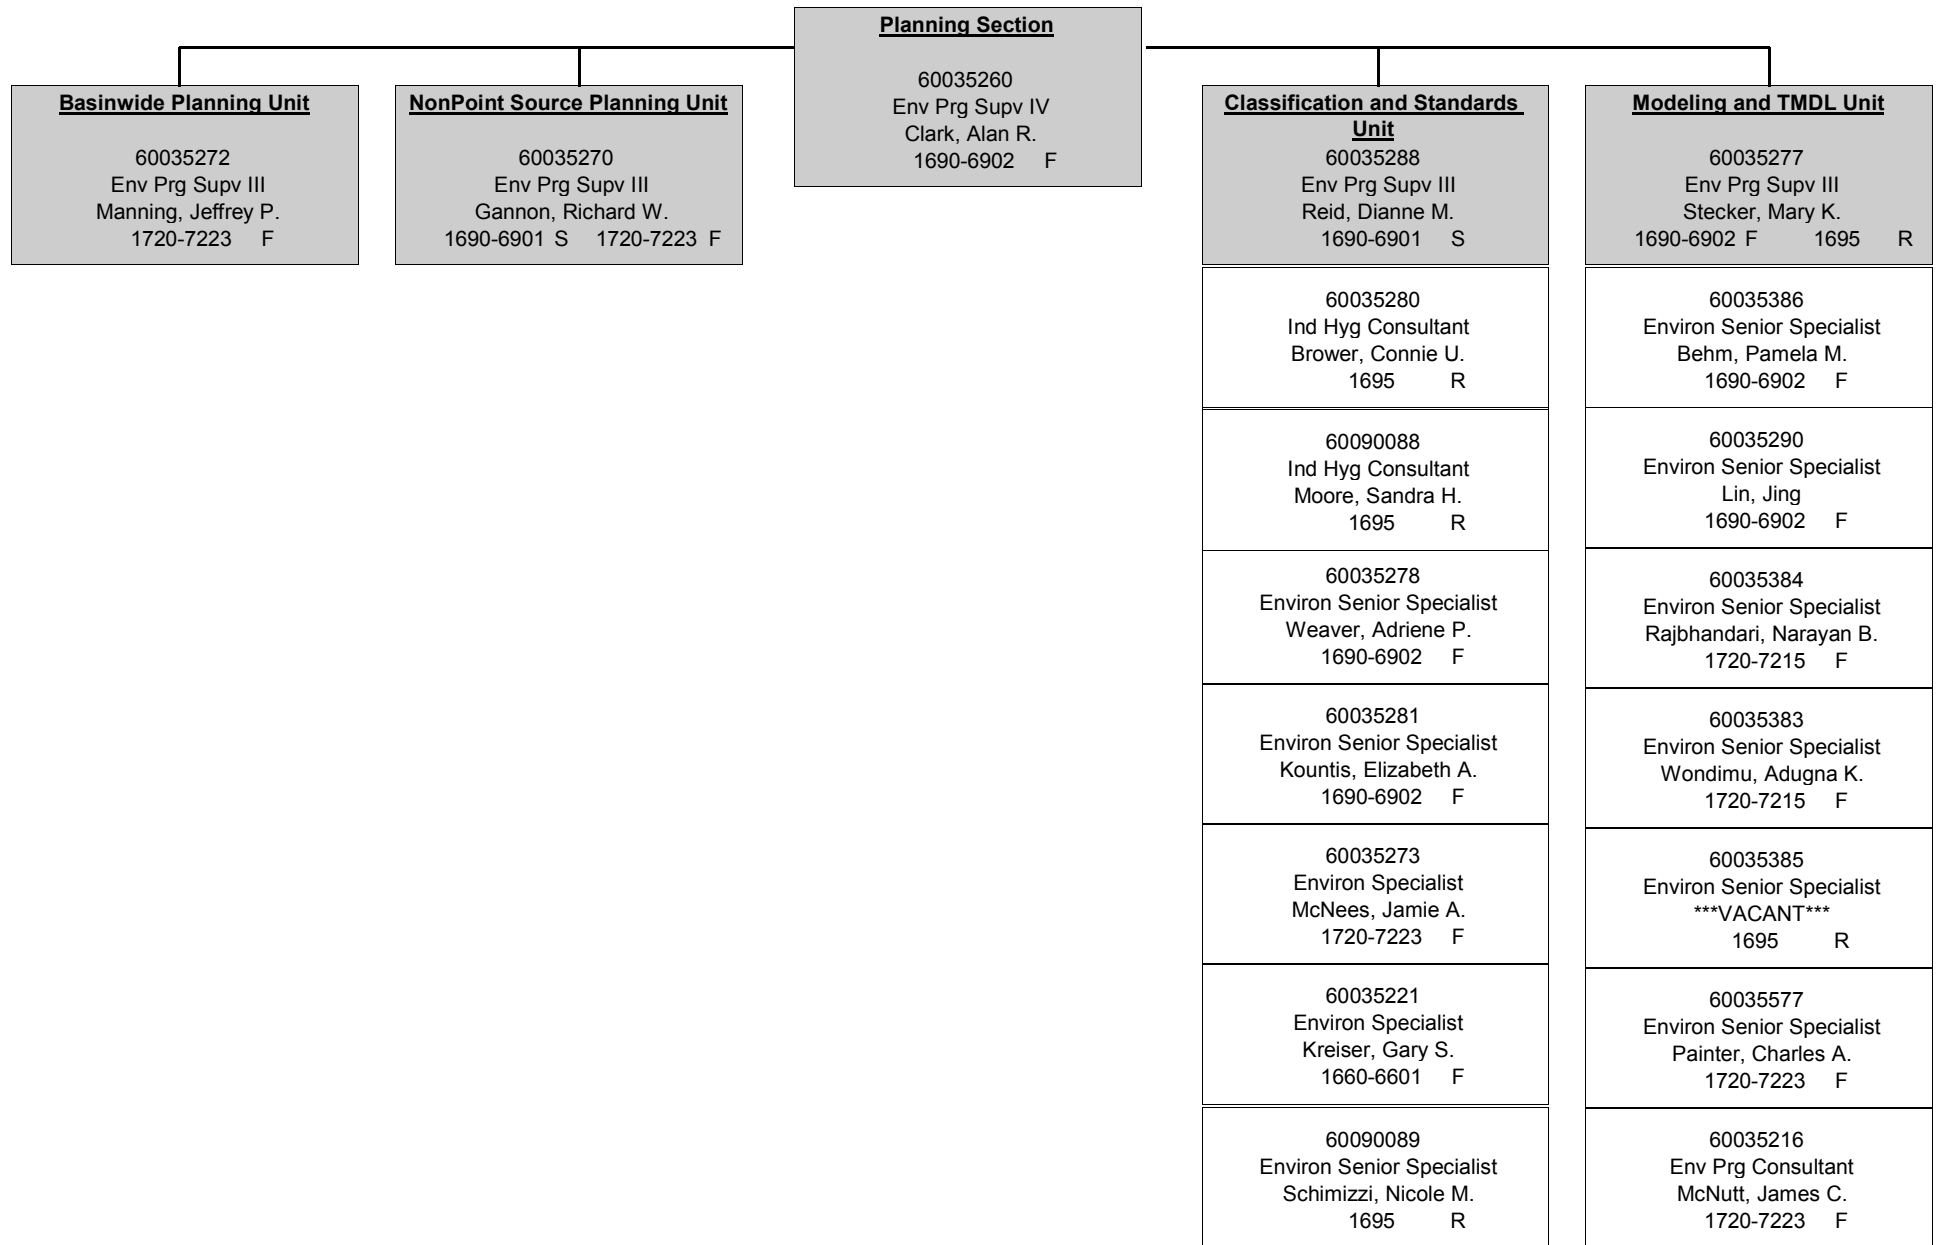 Planning Section
60035260
Env Prg Supv IV
Clark, Alan R.
1690-6902 F
Basinwide Planning Unit
60035272
Env Prg Supv III
Manning, Jeffrey P.
1720-7223 F
NonPoint Source Planning Unit
60035270
Env Prg Supv III
Gannon, Richard W.
1690-6901 S 1720-7223 F
Classification and Standards
Unit
60035288
Env Prg Supv III
Reid, Dianne M.
1690-6901 S
60035280
Ind Hyg Consultant
Brower, Connie U.
1695 R
60090088
Ind Hyg Consultant
Moore, Sandra H.
1695 R
60035278
Environ Senior Specialist
Weaver, Adriene P.
1690-6902 F
60035281
Environ Senior Specialist
Kountis, Elizabeth A.
1690-6902 F
60035273
Environ Specialist
McNees, Jamie A.
1720-7223 F
60035221
Environ Specialist
Kreiser, Gary S.
1660-6601 F
60090089
Environ Senior Specialist
Schimizzi, Nicole M.
1695 R
Modeling and TMDL Unit
60035277
Env Prg Supv III
Stecker, Mary K.
1690-6902 F 1695 R
60035386
Environ Senior Specialist
Behm, Pamela M.
1690-6902 F
60035290
Environ Senior Specialist
Lin, Jing
1690-6902 F
60035384
Environ Senior Specialist
Rajbhandari, Narayan B.
1720-7215 F
60035383
Environ Senior Specialist
Wondimu, Adugna K.
1720-7215 F
60035385
Environ Senior Specialist
***VACANT***
1695 R
60035577
Environ Senior Specialist
Painter, Charles A.
1720-7223 F
60035216
Env Prg Consultant
McNutt, James C.
1720-7223 F